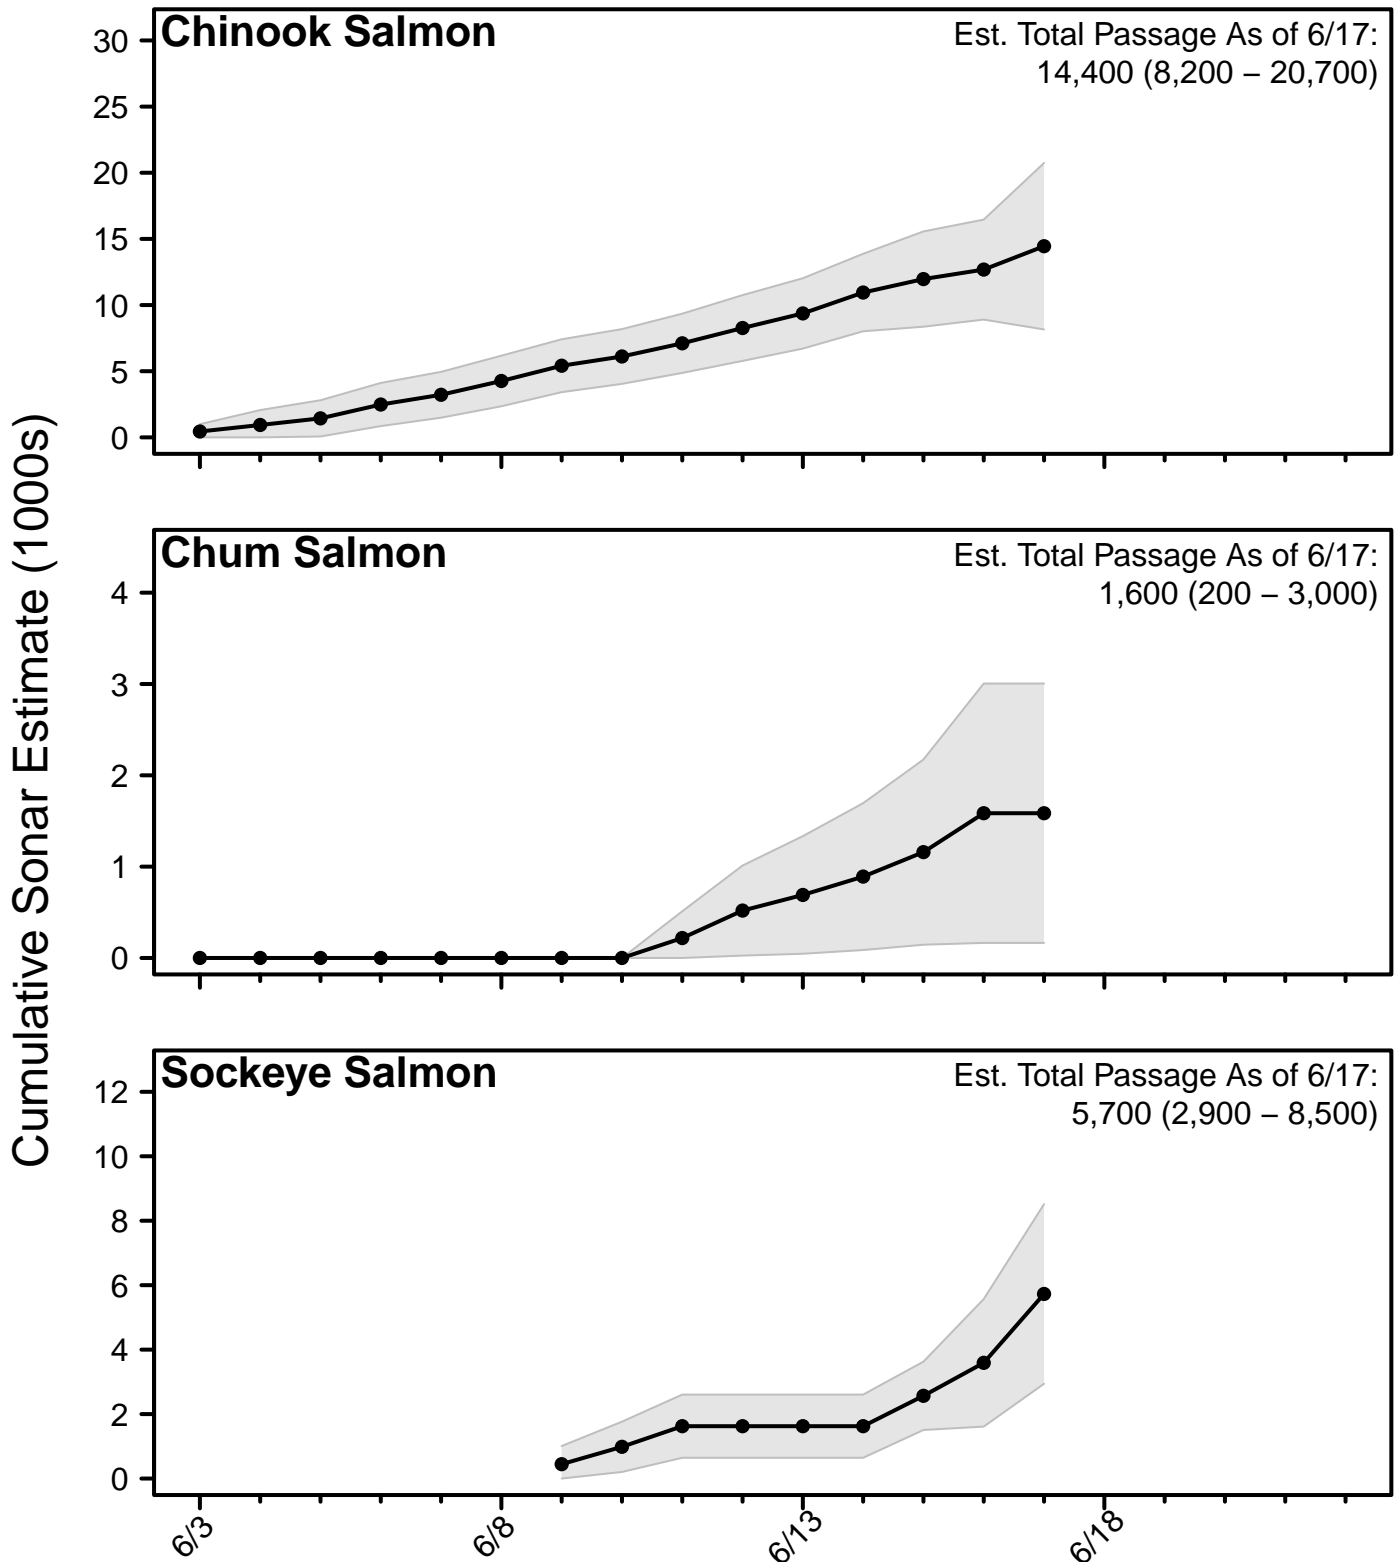 Cumulative Sonar Estimate (1000s)
Chinook Salmon
Est. Total Passage As of 6/17:
14,400 (8,200 – 20,700)
30
25
20
15
10
5
0
Chum Salmon
Est. Total Passage As of 6/17:
1,600 (200 – 3,000)
4
3
2
1
0
Sockeye Salmon
Est. Total Passage As of 6/17:
5,700 (2,900 – 8,500)
12
10
8
6
4
2
0
6/3
6/8
6/13
6/18